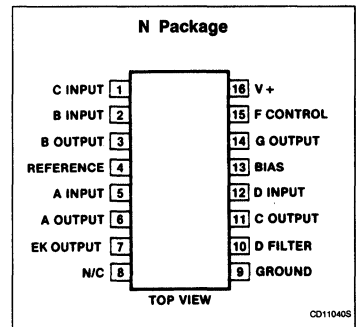 N Package
C INPUT 1
B INPUT 2
B OUTPUT 3
REFERENCE 4
A INPUT 5
A OUTPUT 6
EK OUTPUT 7
N/C 8
16 V +
15 F CONTROL
14 G OUTPUT
13 BIAS
12 D INPUT
11 C OUTPUT
10 D FILTER
9 GROUND
TOP VIEW
CD11040S